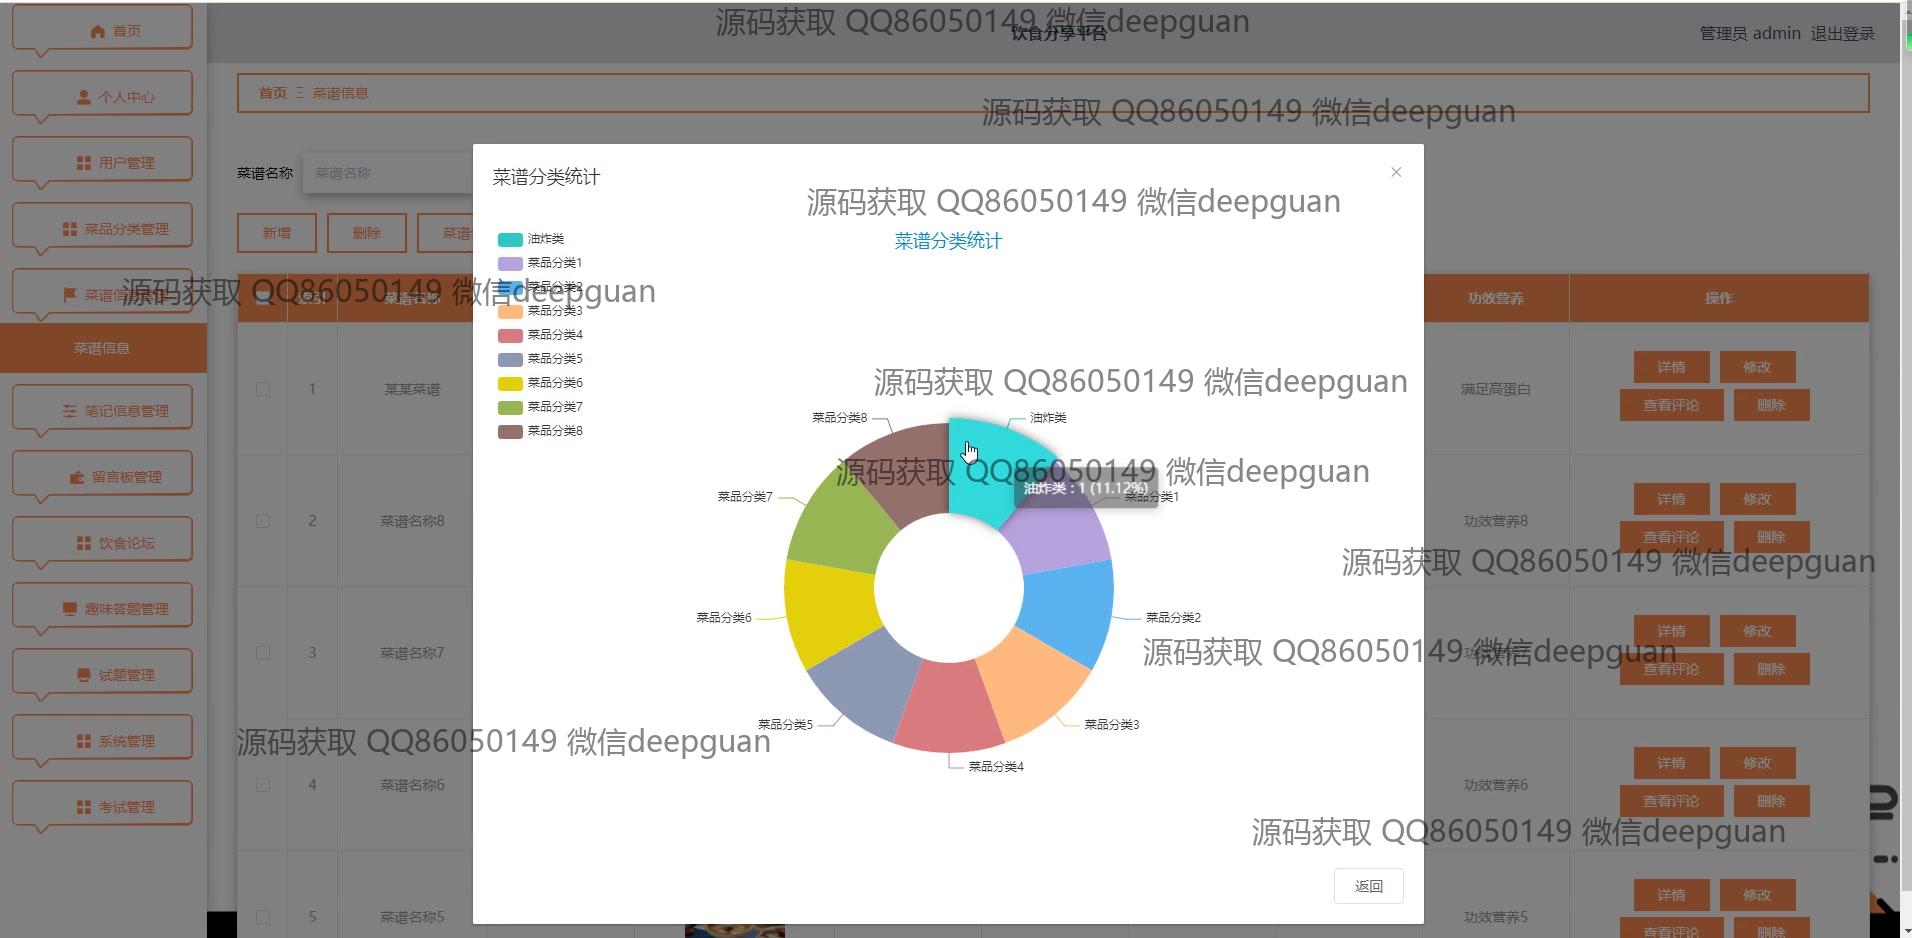 首页
个人中心
用户管理
菜品分类管理
菜谱信息管理
菜谱信息
笔记信息管理
留言板管理
饮食论坛
趣味答题管理
试题管理
系统管理
考试管理
饮食分享平台
管理员 admin 退出登录
首页 菜谱信息
菜谱名称 菜谱名称
新增 删除 菜谱
索引 菜谱名称 功效营养 操作
1 某某菜谱 满足高蛋白 详情 修改
查看评论 删除
2 菜谱名称8 功效营养8 详情 修改
查看评论 删除
3 菜谱名称7 功效营养7 详情 修改
查看评论 删除
4 菜谱名称6 功效营养6 详情 修改
查看评论 删除
5 菜谱名称5 功效营养5 详情 修改
查看评论 删除
菜谱分类统计
菜谱分类统计
油炸类
菜品分类1
菜品分类2
菜品分类3
菜品分类4
菜品分类5
菜品分类6
菜品分类7
菜品分类8
菜品分类8
油炸类
油炸类 : 1 (11.12%)
菜品分类7
菜品分类1
菜品分类6
菜品分类2
菜品分类5
菜品分类3
菜品分类4
返回
源码获取 QQ86050149 微信deepguan
源码获取 QQ86050149 微信deepguan
源码获取 QQ86050149 微信deepguan
源码获取 QQ86050149 微信deepguan
源码获取 QQ86050149 微信deepguan
源码获取 QQ86050149 微信deepguan
源码获取 QQ86050149 微信deepguan
源码获取 QQ86050149 微信deepguan
源码获取 QQ86050149 微信deepguan
源码获取 QQ86050149 微信deepguan